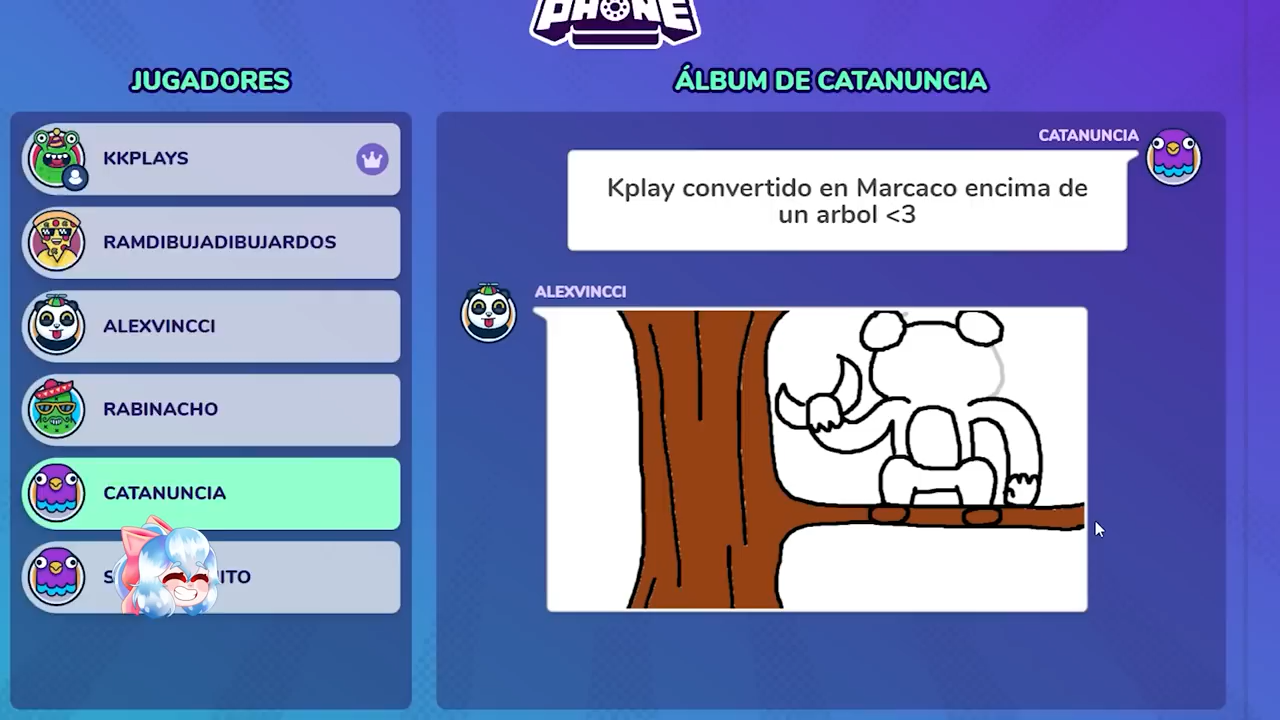 PHONE
JUGADORES
ÁLBUM DE CATANUNCIA
KKPLAYS
RAMDIBUJADIBUJARDOS
ALEXVINCCI
RABINACHO
CATANUNCIA
CATANUNCIA
Kplay convertido en Marcaco encima de
un arbol <3
ALEXVINCCI